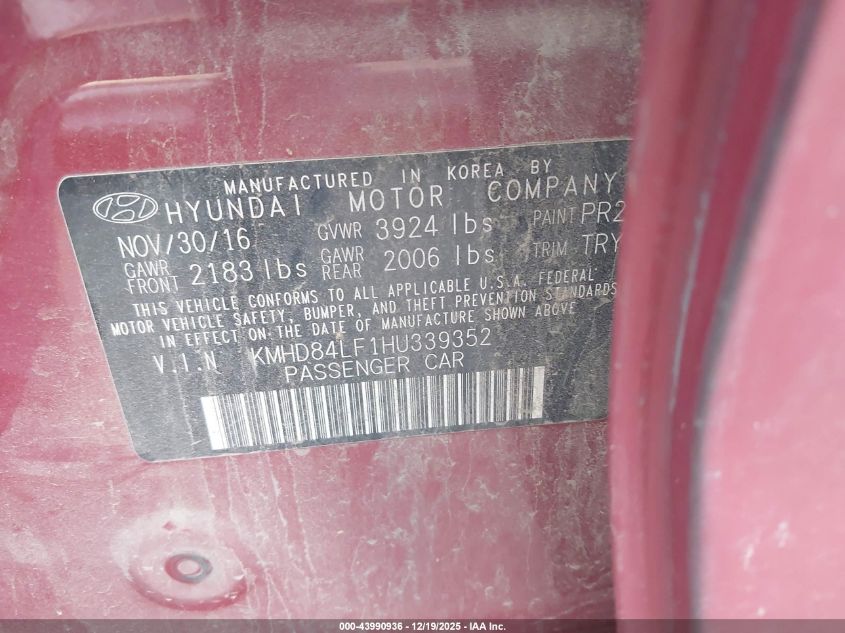 MANUFACTURED IN KOREA BY
HYUNDAI MOTOR COMPANY
NOV/30/16 GVWR 3924 lbs PAINT PR2
GAWR FRONT 2183 lbs GAWR REAR 2006 lbs TRIM TRY
THIS VEHICLE CONFORMS TO ALL APPLICABLE U.S.A. FEDERAL
MOTOR VEHICLE SAFETY, BUMPER, AND THEFT PREVENTION STANDARDS
IN EFFECT ON THE DATE OF MANUFACTURE SHOWN ABOVE
V.I.N KMHD84LF1HU339352
PASSENGER CAR
000-43990936 - 12/19/2025 - IAA Inc.